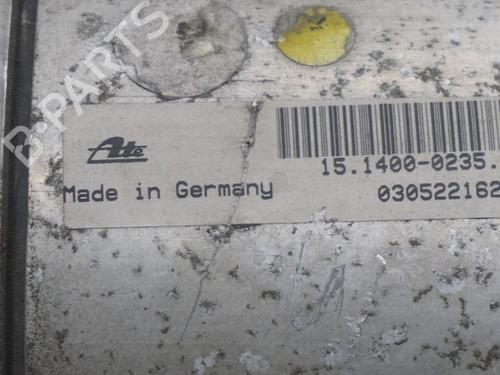 B-PARTS
Ate
15.1400-0235.
Made in Germany
030522162